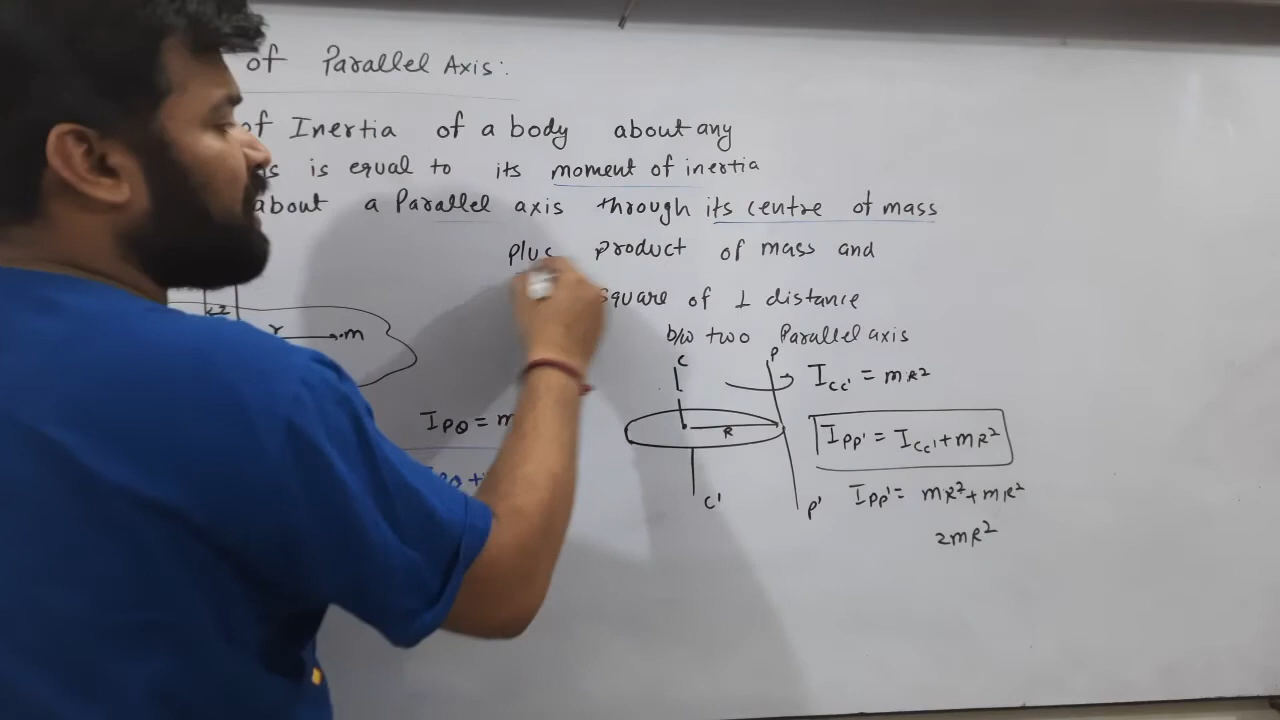 of Parallel Axis:
of Inertia of a body about any
is equal to its moment of inertia
about a Parallel axis through its centre of mass
plus product of mass and
square of ⊥ distance
b/w two Parallel axis
r m
C P
I_CC' = mR²
R
I_PP' = I_CC' + mR²
C' P'
I_PP' = mR² + mR²
2mR²
I_PQ = m